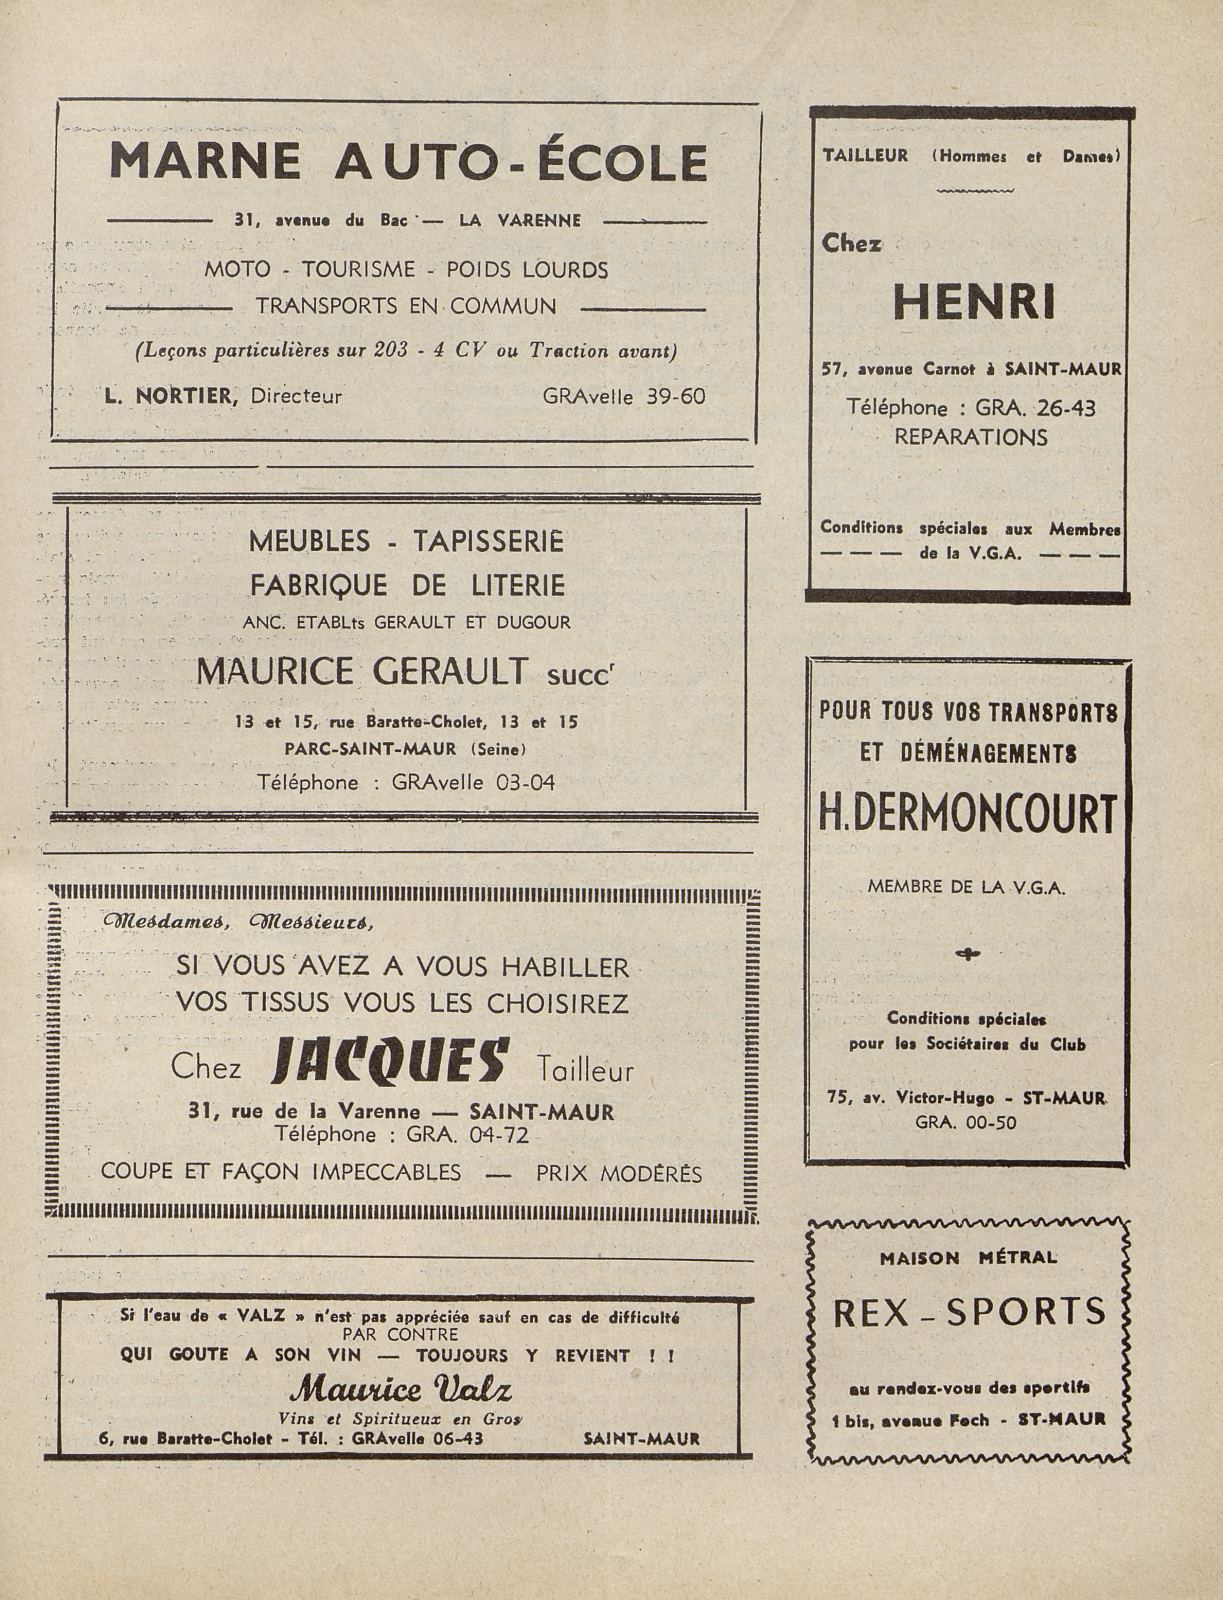 MARNE AUTO-ÉCOLE
31, avenue du Bac — LA VARENNE
MOTO - TOURISME - POIDS LOURDS
TRANSPORTS EN COMMUN
(Leçons particulières sur 203 - 4 CV ou Traction avant)
L. NORTIER, Directeur GRAvelle 39-60
MEUBLES - TAPISSERIE
FABRIQUE DE LITERIE
ANC. ETABLts GERAULT ET DUGOUR
MAURICE GERAULT succr
13 et 15, rue Baratte-Cholet, 13 et 15
PARC-SAINT-MAUR (Seine)
Téléphone : GRAvelle 03-04
Mesdames, Messieurs,
SI VOUS AVEZ A VOUS HABILLER
VOS TISSUS VOUS LES CHOISIREZ
Chez JACQUES Tailleur
31, rue de la Varenne — SAINT-MAUR
Téléphone : GRA. 04-72
COUPE ET FAÇON IMPECCABLES — PRIX MODÉRÉS
Si l'eau de « VALZ » n'est pas appréciée sauf en cas de difficulté
PAR CONTRE
QUI GOUTE A SON VIN — TOUJOURS Y REVIENT ! !
Maurice Valz
Vins et Spiritueux en Gros
6, rue Baratte-Cholet - Tél. : GRAvelle 06-43 SAINT-MAUR
TAILLEUR (Hommes et Dames)
Chez
HENRI
57, avenue Carnot à SAINT-MAUR
Téléphone : GRA. 26-43
REPARATIONS
Conditions spéciales aux Membres
— — — de la V.G.A. — — —
POUR TOUS VOS TRANSPORTS
ET DÉMÉNAGEMENTS
H. DERMONCOURT
MEMBRE DE LA V.G.A.
Conditions spéciales
pour les Sociétaires du Club
75, av. Victor-Hugo - ST-MAUR
GRA. 00-50
MAISON MÉTRAL
REX - SPORTS
au rendez-vous des sportifs
1 bis, avenue Foch - ST-MAUR